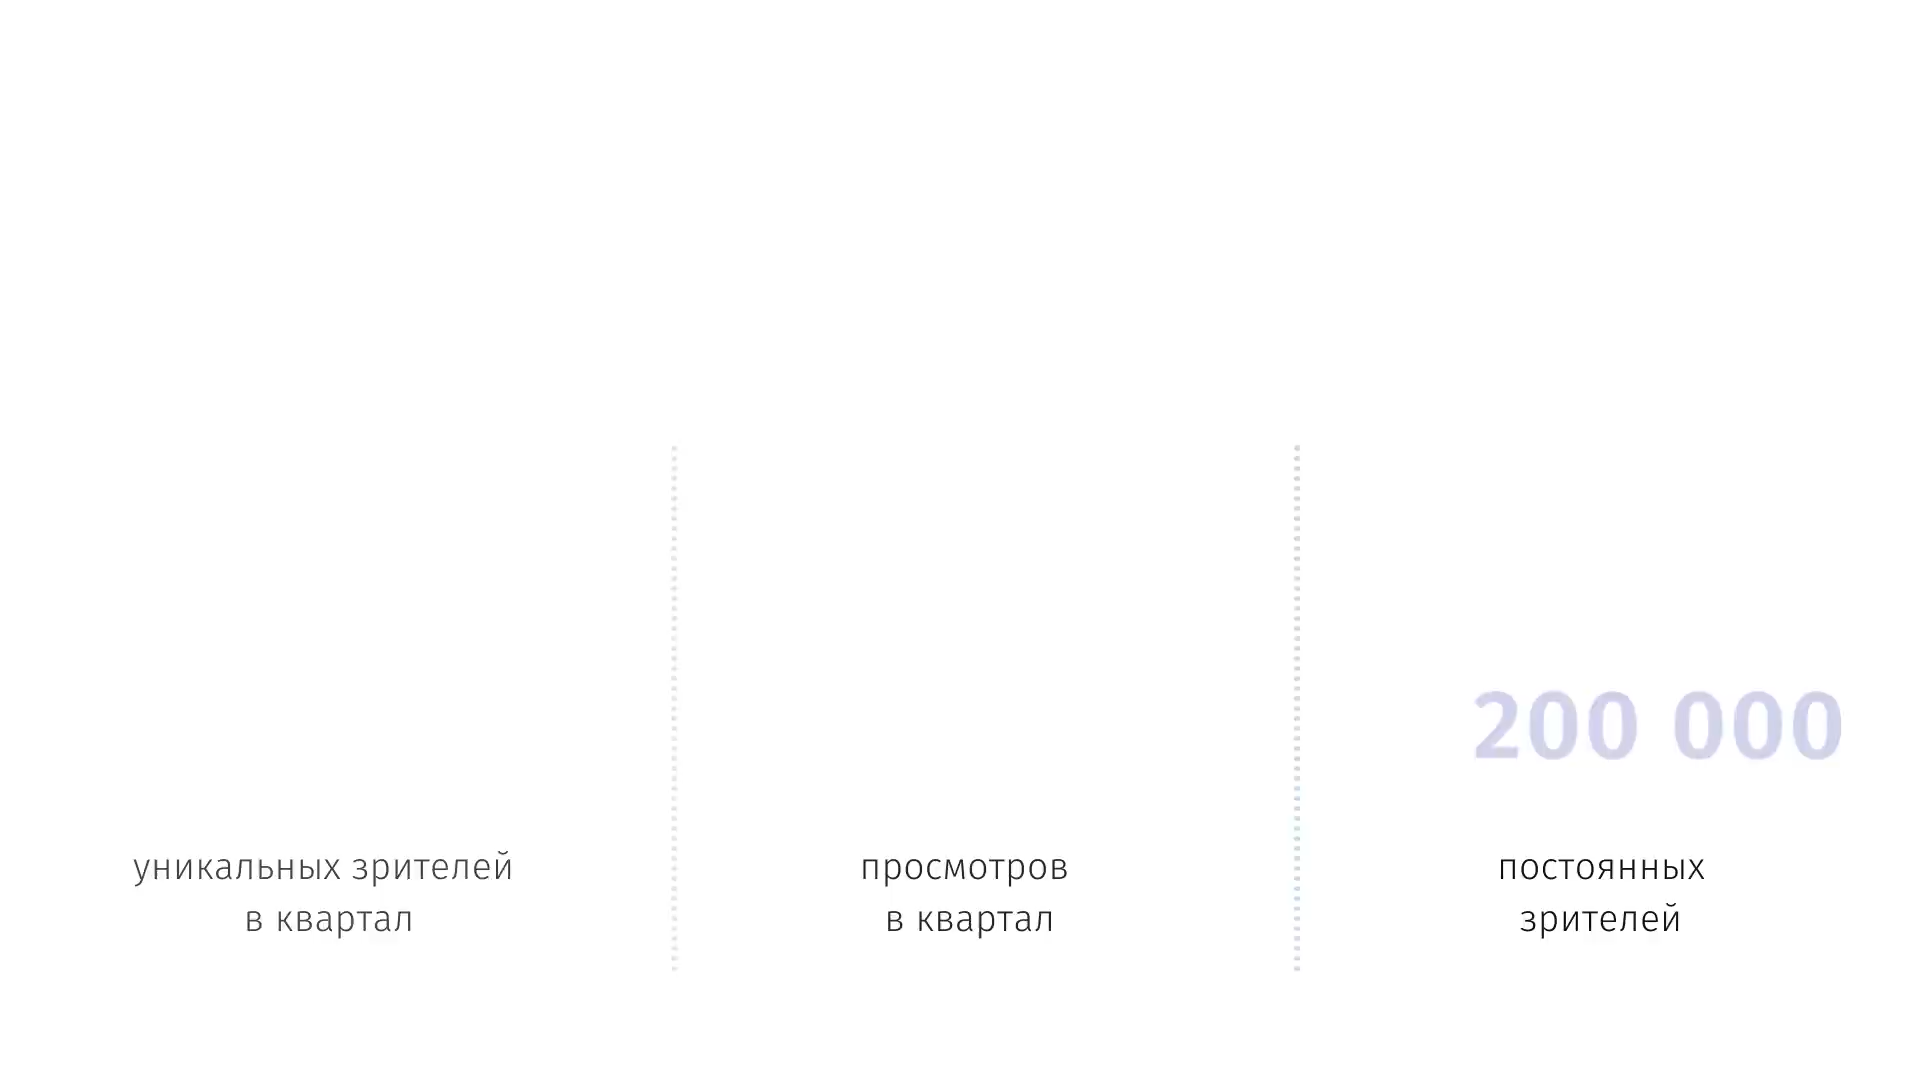 200 000
уникальных зрителей
в квартал
просмотров
в квартал
постоянных
зрителей